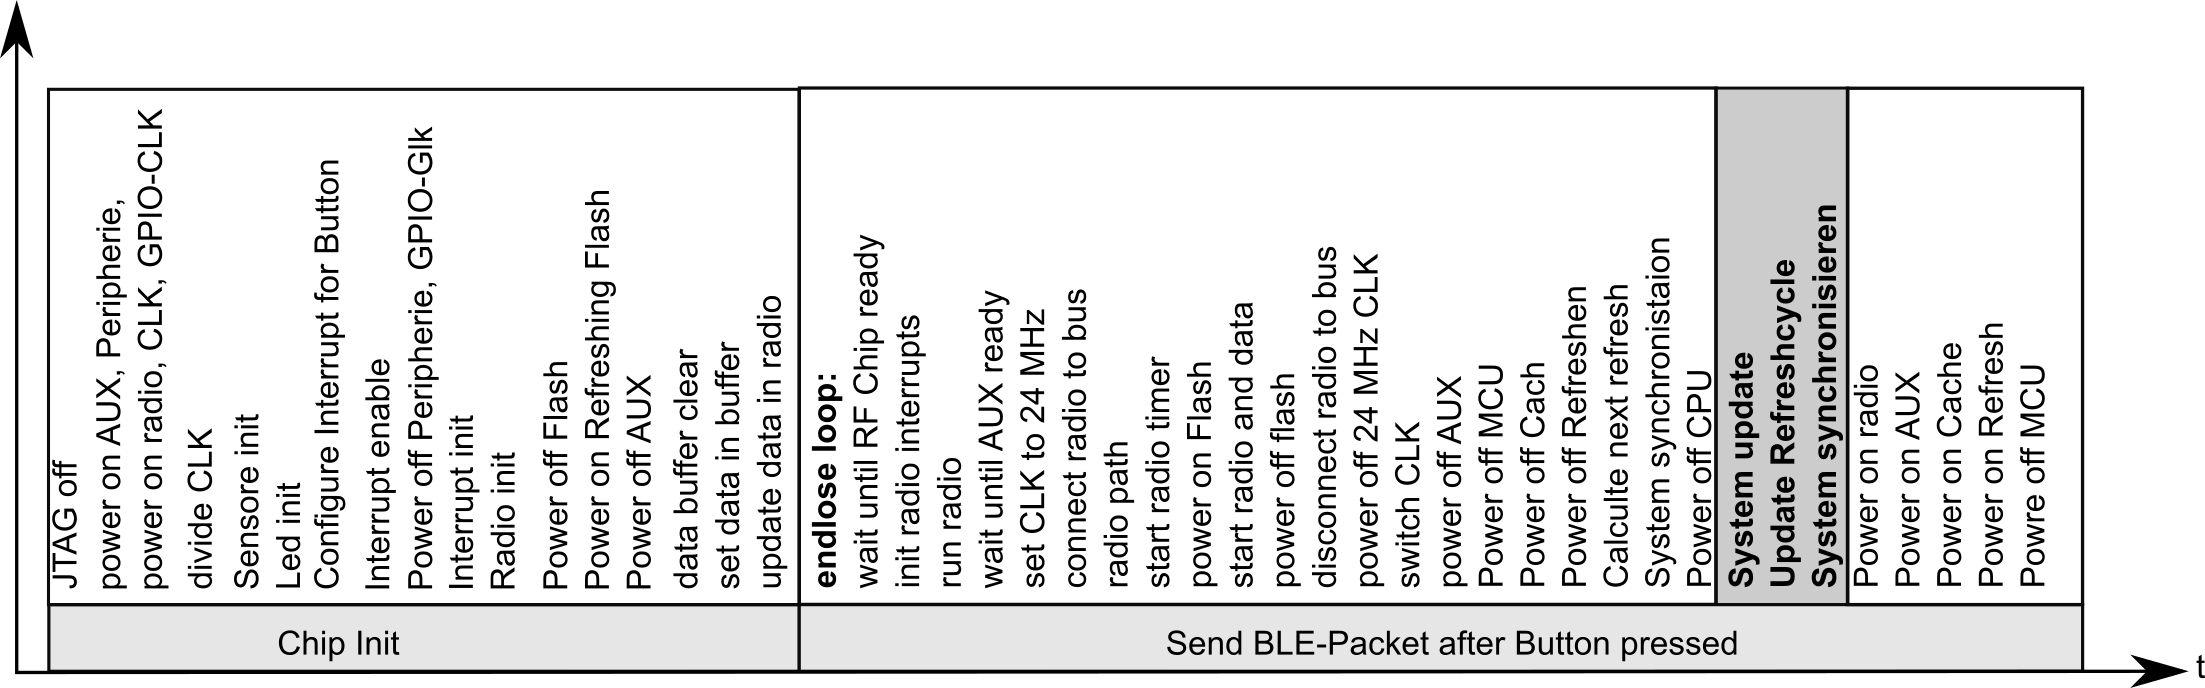 JTAG off
power on AUX, Peripherie,
power on radio, CLK, GPIO-CLK
divide CLK
Sensore init
Led init
Configure Interrupt for Button
Interrupt enable
Power off Peripherie, GPIO-Glk
Interrupt init
Radio init
Power off Flash
Power on Refreshing Flash
Power off AUX
data buffer clear
set data in buffer
update data in radio
endlose loop:
wait until RF Chip ready
init radio interrupts
run radio
wait until AUX ready
set CLK to 24 MHz
connect radio to bus
radio path
start radio timer
power on Flash
start radio and data
power off flash
disconnect radio to bus
power off 24 MHz CLK
switch CLK
power off AUX
Power off MCU
Power off Cach
Power off Refreshen
Calculte next refresh
System synchronistaion
Power off CPU
System update
Update Refreshcycle
System synchronisieren
Power on radio
Power on AUX
Power on Cache
Power on Refresh
Powre off MCU
Chip Init
Send BLE-Packet after Button pressed
t